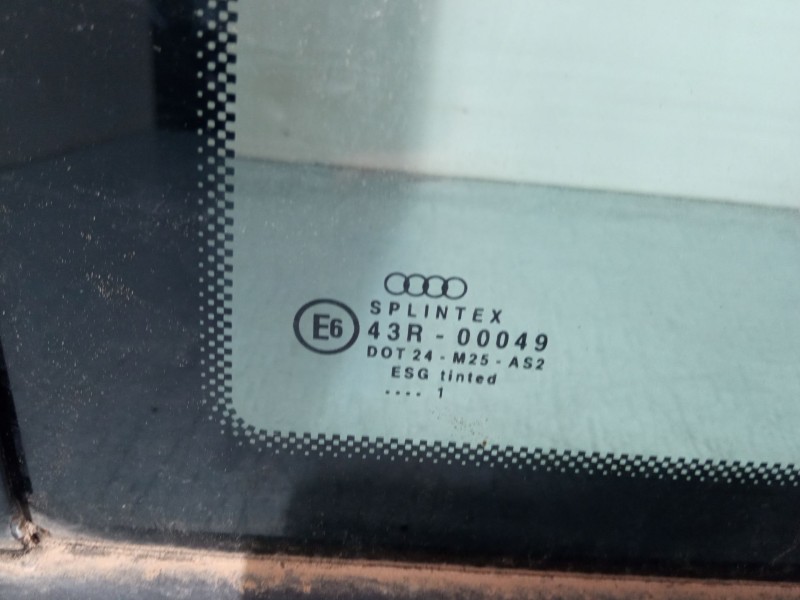 SPLINTEX
E6 43R - 00049
DOT 24 - M25 - AS2
ESG tinted
.... 1